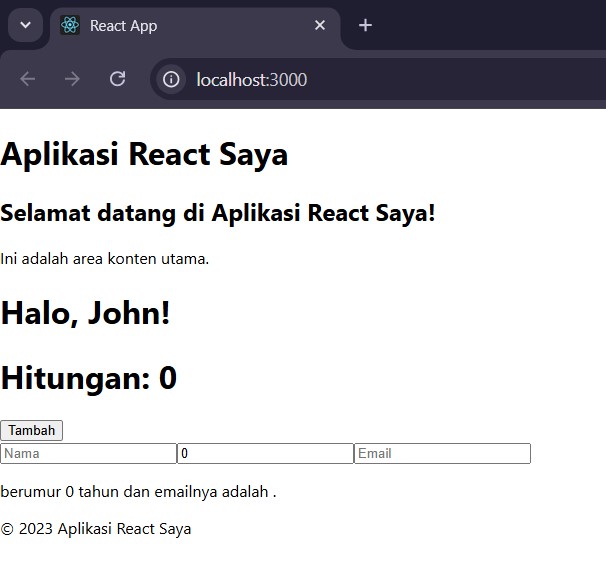 React App
localhost:3000
Aplikasi React Saya
Selamat datang di Aplikasi React Saya!
Ini adalah area konten utama.
Halo, John!
Hitungan: 0
Tambah
Nama 0 Email
berumur 0 tahun dan emailnya adalah .
© 2023 Aplikasi React Saya